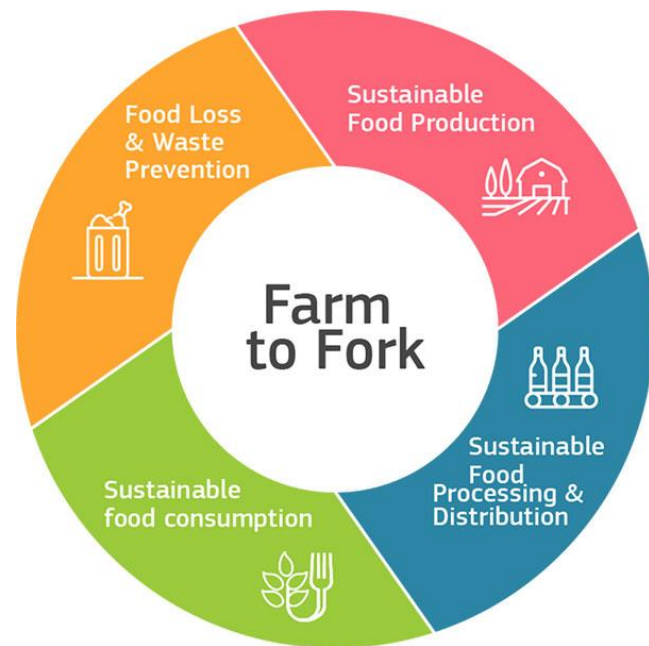 Food Loss
& Waste
Prevention
Sustainable
Food Production
Farm
to Fork
Sustainable
Food
Processing &
Distribution
Sustainable
food consumption